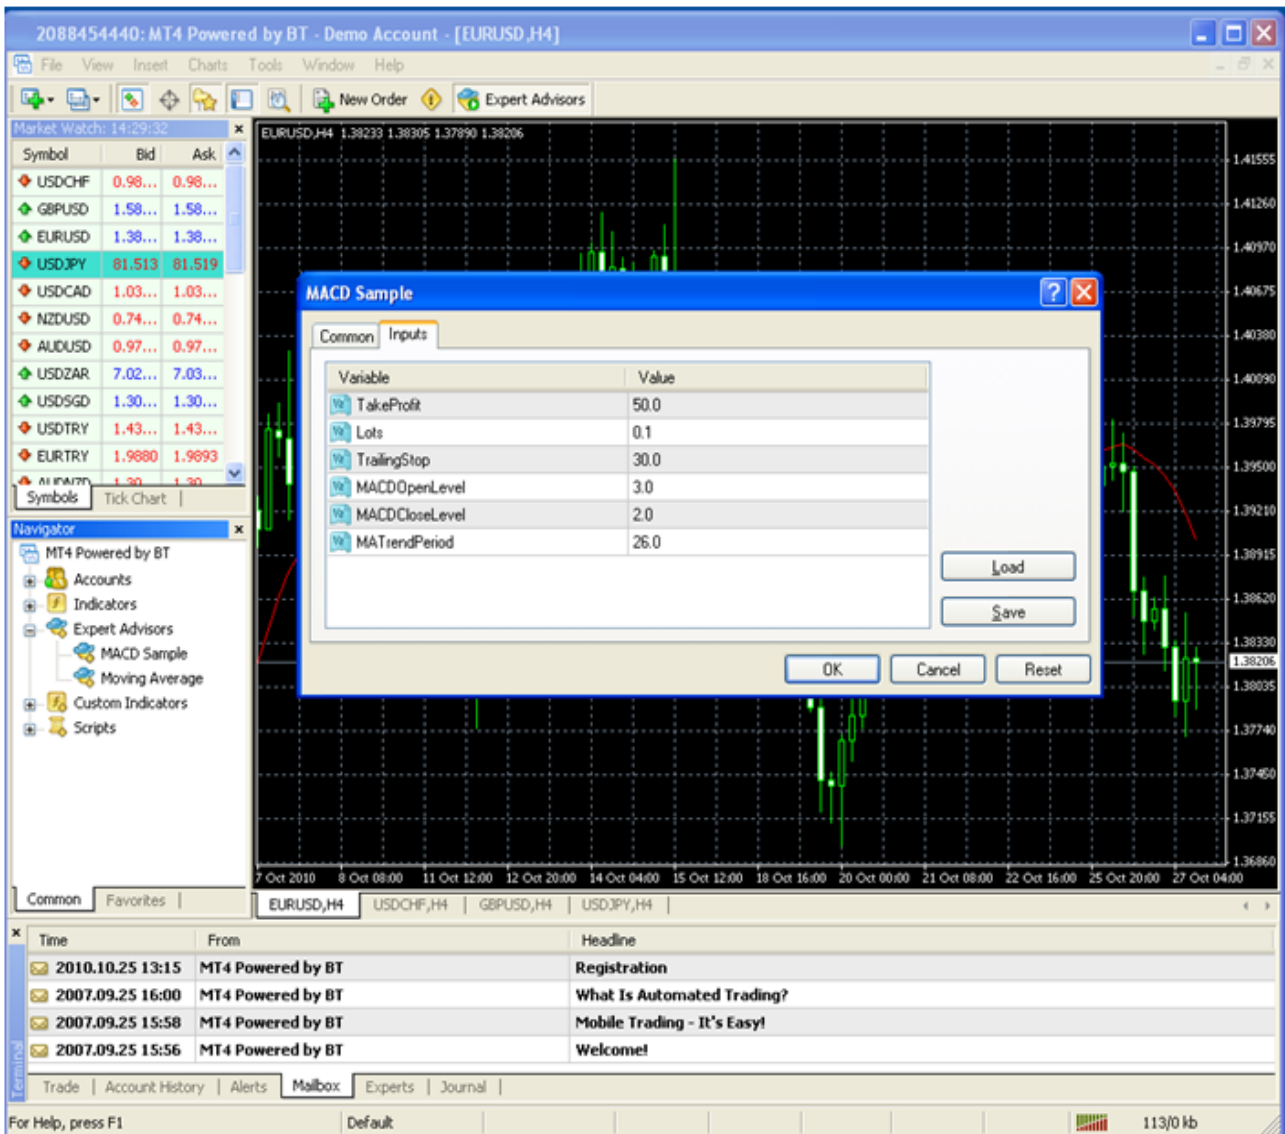 2088454440: MT4 Powered by BT - Demo Account - [EURUSD,H4]
File View Insert Charts Tools Window Help
New Order Expert Advisors
Market Watch: 14:29:32
Symbol Bid Ask
USDCHF 0.98... 0.98...
GBPUSD 1.58... 1.58...
EURUSD 1.38... 1.38...
USDJPY 81.513 81.519
USDCAD 1.03... 1.03...
NZDUSD 0.74... 0.74...
AUDUSD 0.97... 0.97...
USDZAR 7.02... 7.03...
USDSGD 1.30... 1.30...
USDTRY 1.43... 1.43...
EURTRY 1.9880 1.9893
AUDNZD 1.30 1.30
Symbols Tick Chart
Navigator
MT4 Powered by BT
Accounts
Indicators
Expert Advisors
MACD Sample
Moving Average
Custom Indicators
Scripts
Common Favorites
EURUSD,H4 1.38233 1.38305 1.37890 1.38206
1.41555
1.41260
1.40970
1.40675
1.40380
1.40090
1.39795
1.39500
1.39210
1.38915
1.38620
1.38330
1.38206
1.38035
1.37740
1.37450
1.37155
1.36860
7 Oct 2010 8 Oct 08:00 11 Oct 12:00 12 Oct 20:00 14 Oct 04:00 15 Oct 12:00 18 Oct 16:00 20 Oct 00:00 21 Oct 08:00 22 Oct 16:00 25 Oct 20:00 27 Oct 04:00
MACD Sample
Common Inputs
Variable Value
TakeProfit 50.0
Lots 0.1
TrailingStop 30.0
MACDOpenLevel 3.0
MACDCloseLevel 2.0
MATrendPeriod 26.0
Load
Save
OK Cancel Reset
EURUSD,H4 USDCHF,H4 GBPUSD,H4 USDJPY,H4
Time From Headline
2010.10.25 13:15 MT4 Powered by BT Registration
2007.09.25 16:00 MT4 Powered by BT What Is Automated Trading?
2007.09.25 15:58 MT4 Powered by BT Mobile Trading - It's Easy!
2007.09.25 15:56 MT4 Powered by BT Welcome!
Terminal
Trade Account History Alerts Mailbox Experts Journal
For Help, press F1 Default 113/0 kb